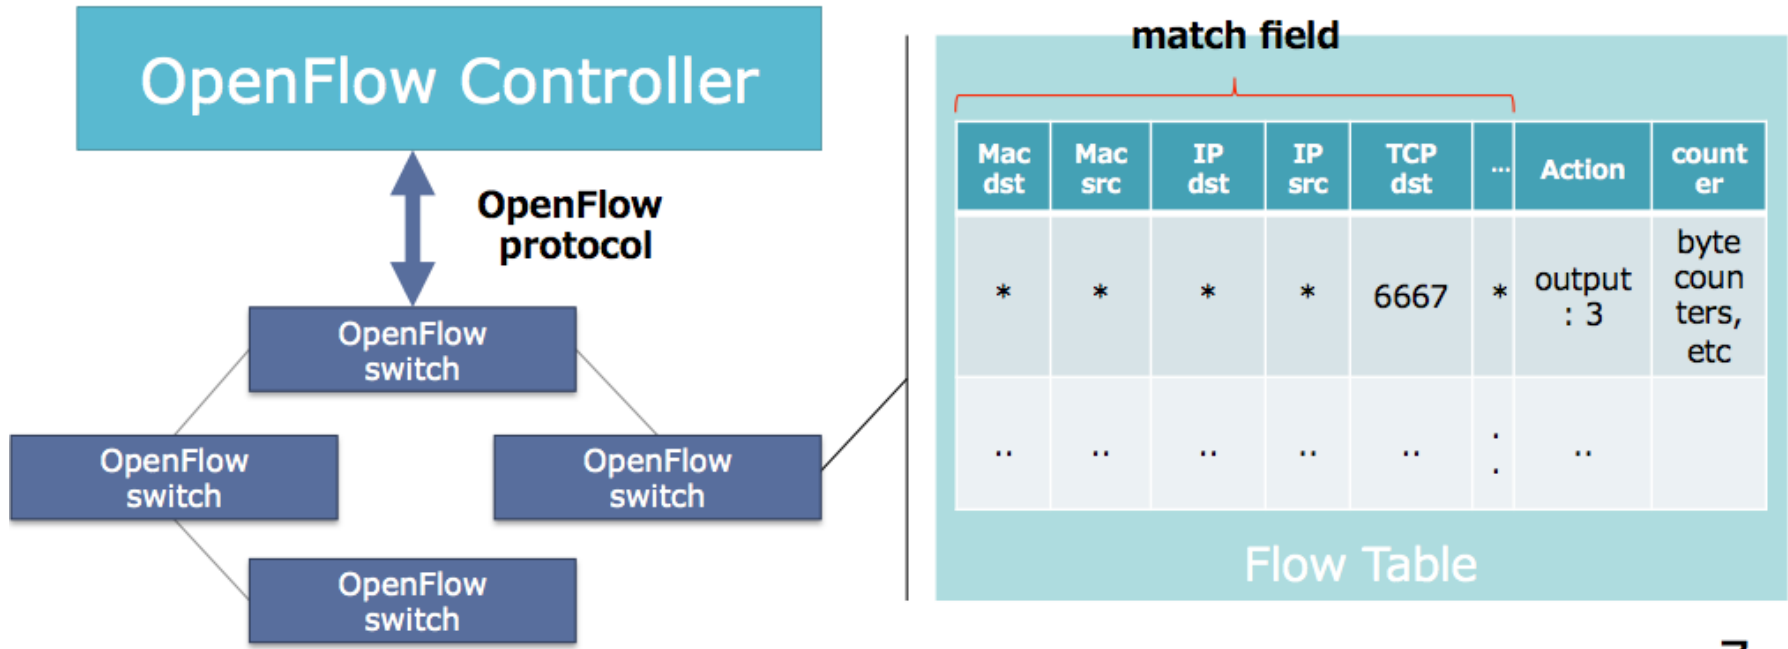 OpenFlow Controller
OpenFlow
protocol
OpenFlow
switch
OpenFlow
switch
OpenFlow
switch
OpenFlow
switch
match field
Mac
dst
Mac
src
IP
dst
IP
src
TCP
dst
...
Action
count
er
*
*
*
*
6667
*
output
: 3
byte
coun
ters,
etc
..
..
..
..
..
.
.
..
Flow Table